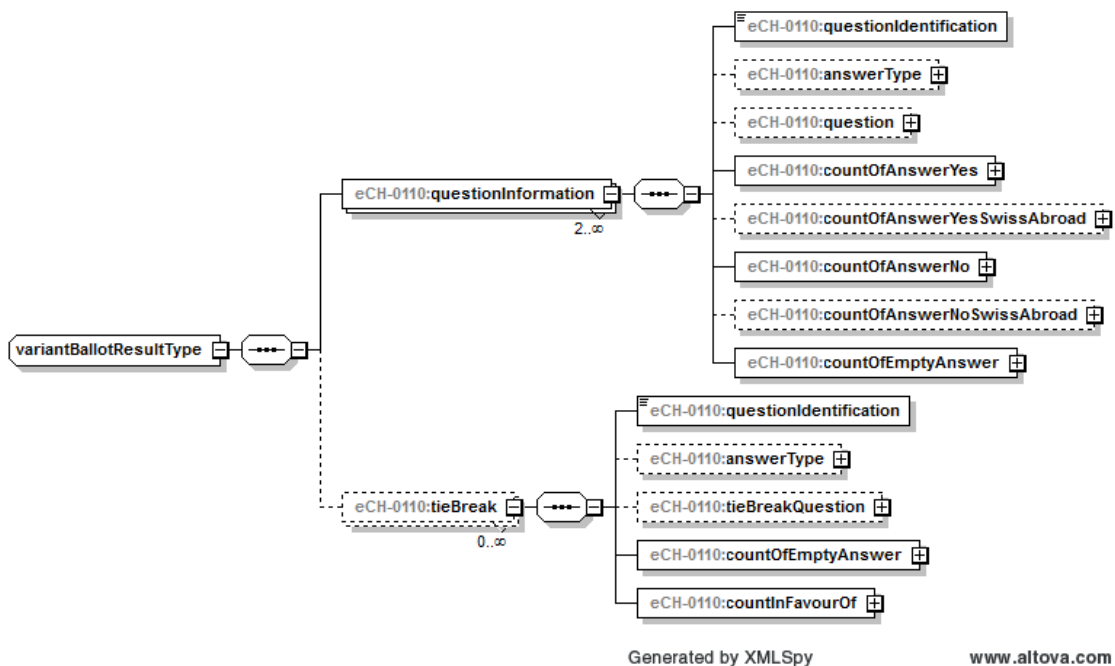 variantBallotResultType
eCH-0110:questionInformation
2..∞
eCH-0110:questionIdentification
eCH-0110:answerType
eCH-0110:question
eCH-0110:countOfAnswerYes
eCH-0110:countOfAnswerYesSwissAbroad
eCH-0110:countOfAnswerNo
eCH-0110:countOfAnswerNoSwissAbroad
eCH-0110:countOfEmptyAnswer
eCH-0110:tieBreak
0..∞
eCH-0110:questionIdentification
eCH-0110:answerType
eCH-0110:tieBreakQuestion
eCH-0110:countOfEmptyAnswer
eCH-0110:countInFavourOf
Generated by XMLSpy
www.altova.com